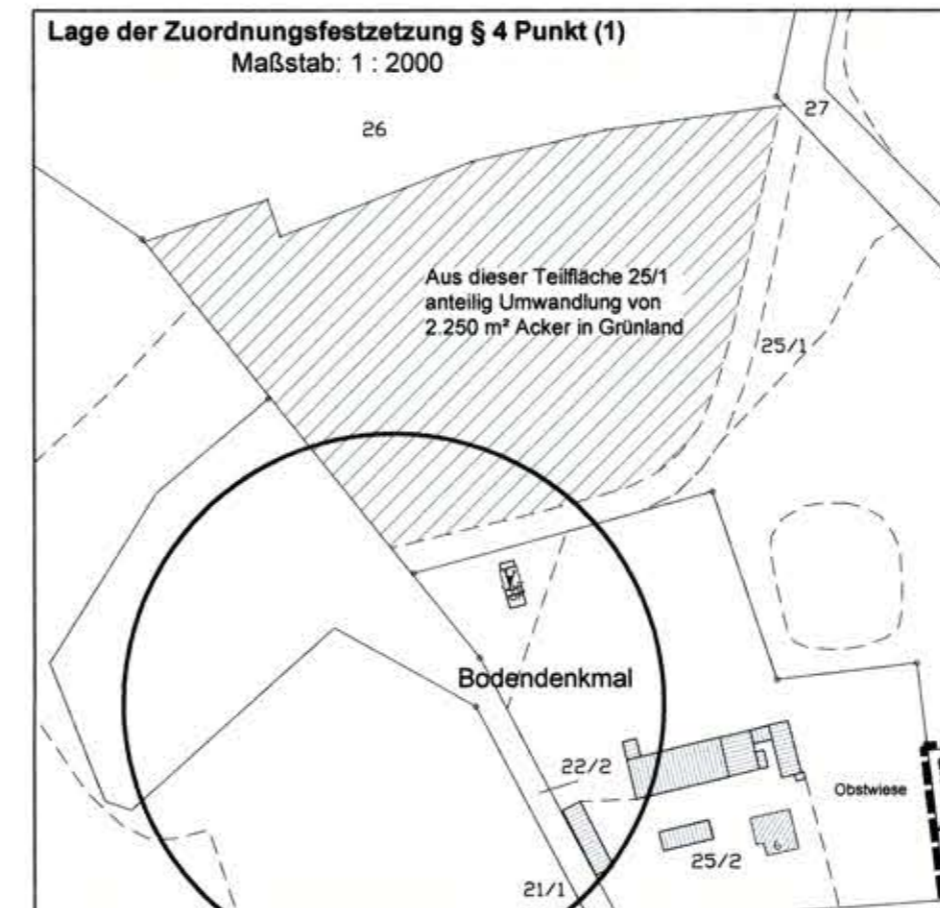 Lage der Zuordnungsfestzetzung § 4 Punkt (1)
Maßstab: 1 : 2000
26
27
Aus dieser Teilfläche 25/1
anteilig Umwandlung von
2.250 m² Acker in Grünland
25/1
Bodendenkmal
22/2
Obstwiese
6
25/2
21/1